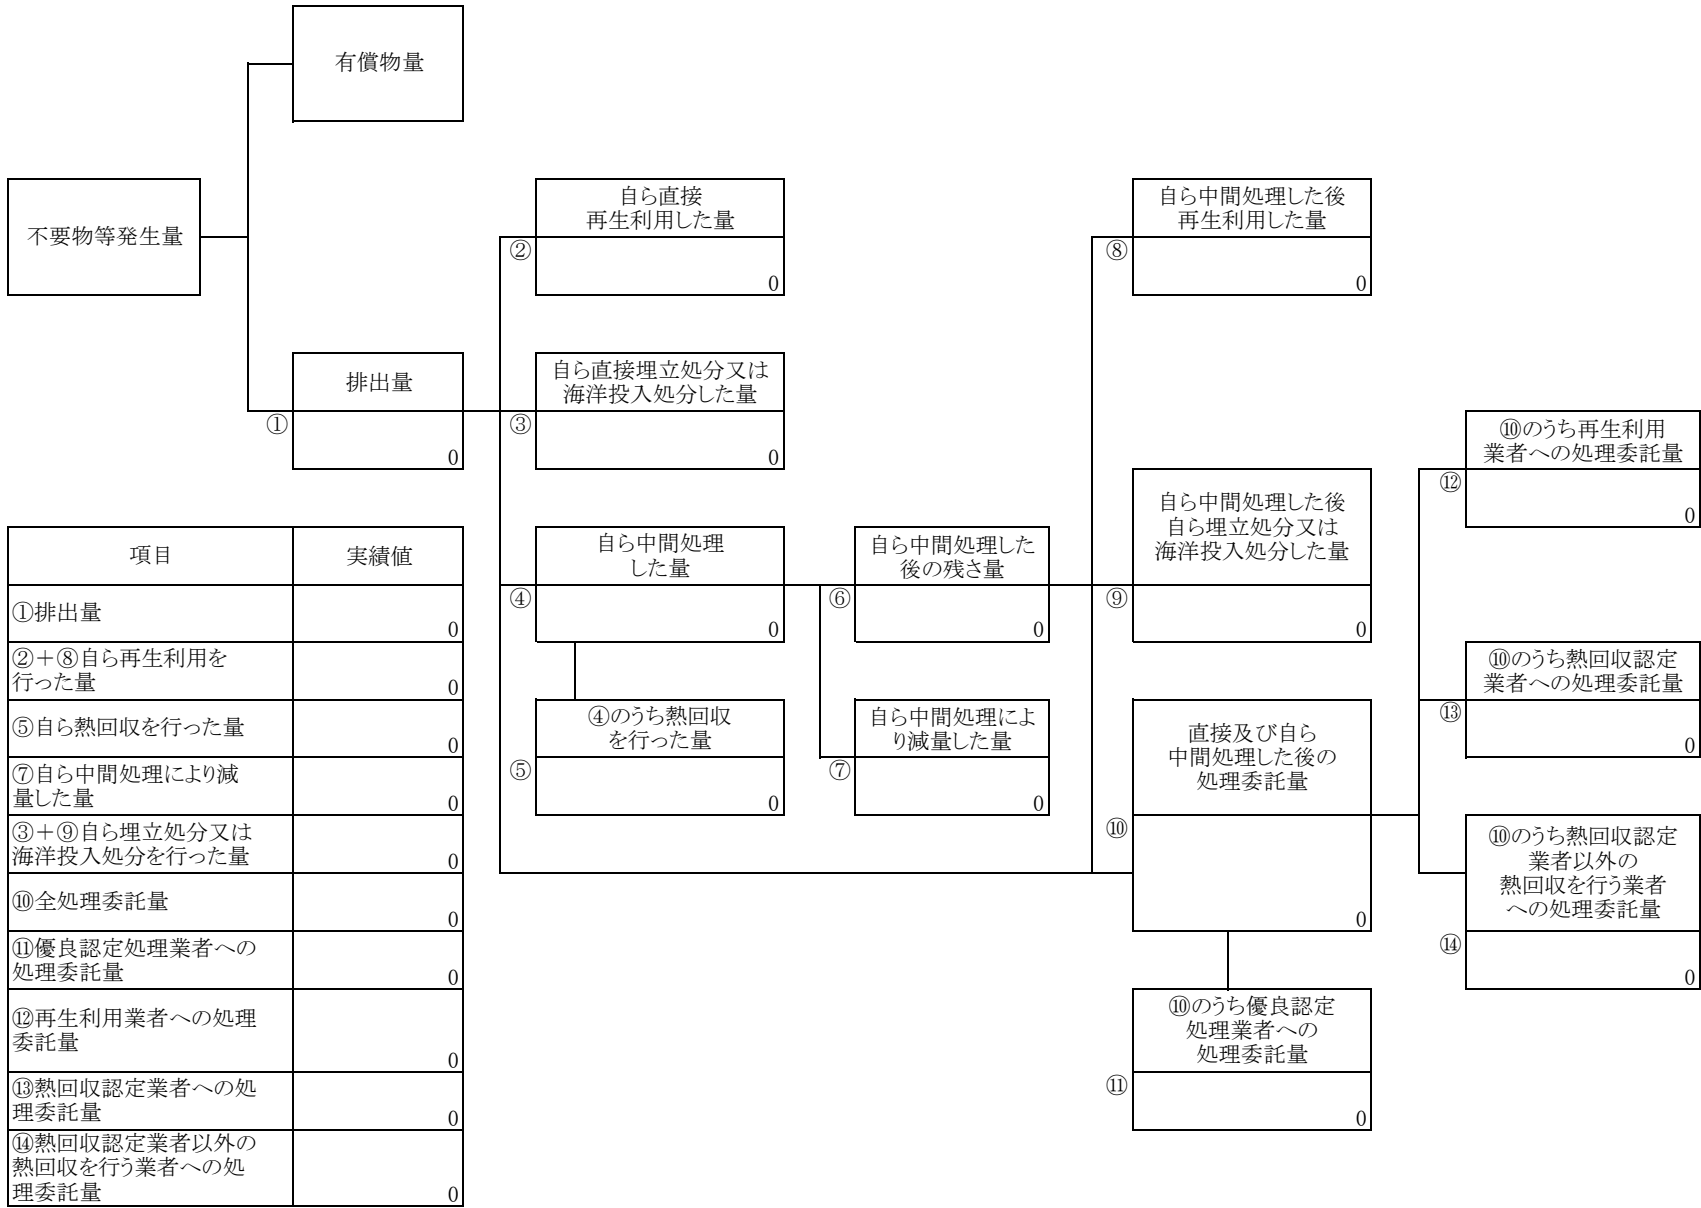 有償物量
不要物等発生量
自ら直接
再生利用した量
②
0
自ら中間処理した後
再生利用した量
⑧
0
排出量
①
0
自ら直接埋立処分又は
海洋投入処分した量
③
0
⑩のうち再生利用
業者への処理委託量
⑫
0
自ら中間処理
した量
④
0
自ら中間処理した
後の残さ量
⑥
0
自ら中間処理した後
自ら埋立処分又は
海洋投入処分した量
⑨
0
⑩のうち熱回収認定
業者への処理委託量
⑬
0
④のうち熱回収
を行った量
⑤
0
自ら中間処理によ
り減量した量
⑦
0
直接及び自ら
中間処理した後の
処理委託量
⑩
0
⑩のうち熱回収認定
業者以外の
熱回収を行う業者
への処理委託量
⑭
0
⑩のうち優良認定
処理業者への
処理委託量
⑪
0
項目
実績値
①排出量
0
②＋⑧自ら再生利用を
行った量
0
⑤自ら熱回収を行った量
0
⑦自ら中間処理により減
量した量
0
③＋⑨自ら埋立処分又は
海洋投入処分を行った量
0
⑩全処理委託量
0
⑪優良認定処理業者への
処理委託量
0
⑫再生利用業者への処理
委託量
0
⑬熱回収認定業者への処
理委託量
0
⑭熱回収認定業者以外の
熱回収を行う業者への処
理委託量
0